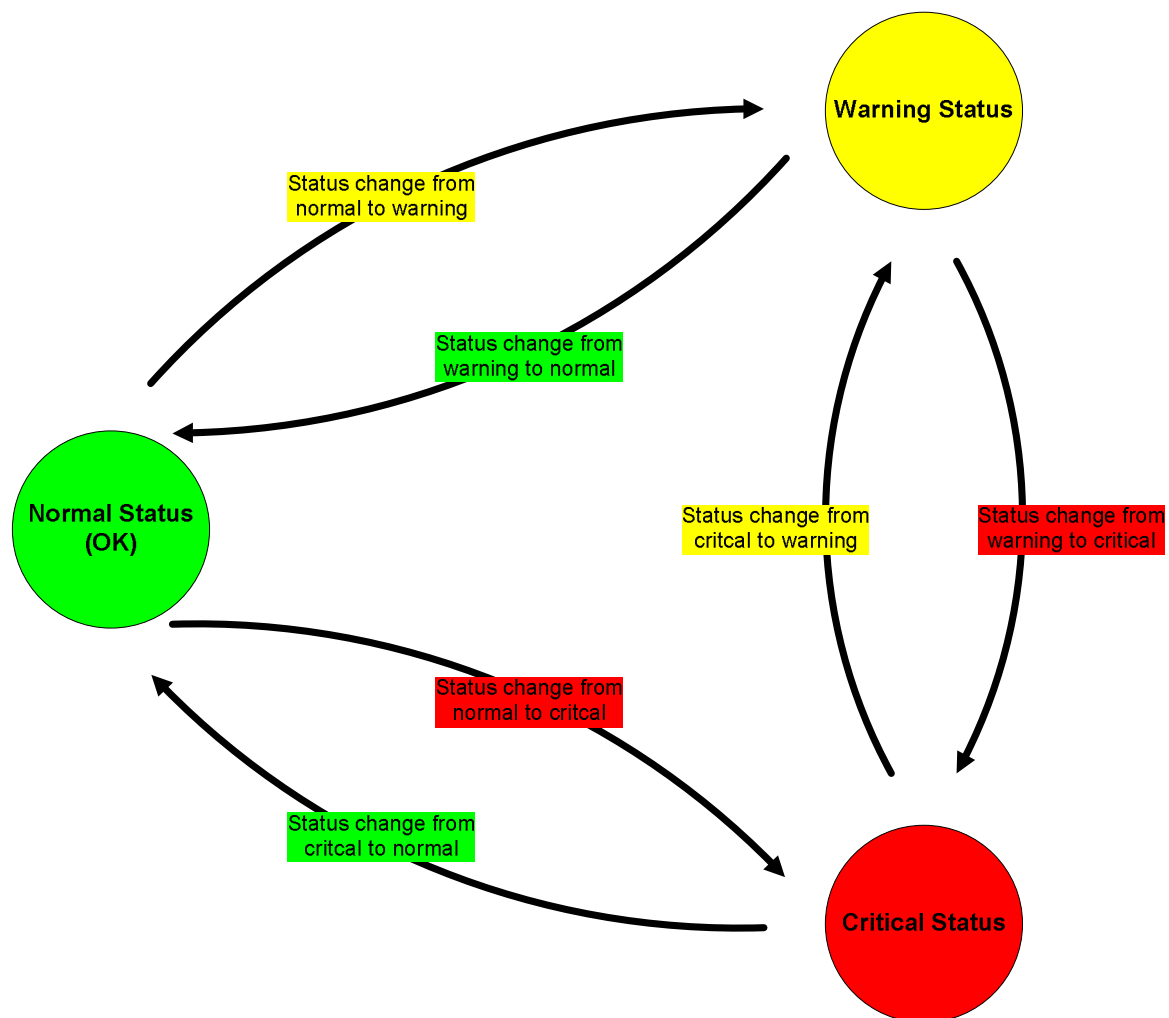 Warning Status
Status change from
normal to warning
Status change from
warning to normal
Normal Status
(OK)
Status change from
critcal to warning
Status change from
warning to critical
Status change from
normal to critcal
Status change from
critcal to normal
Critical Status